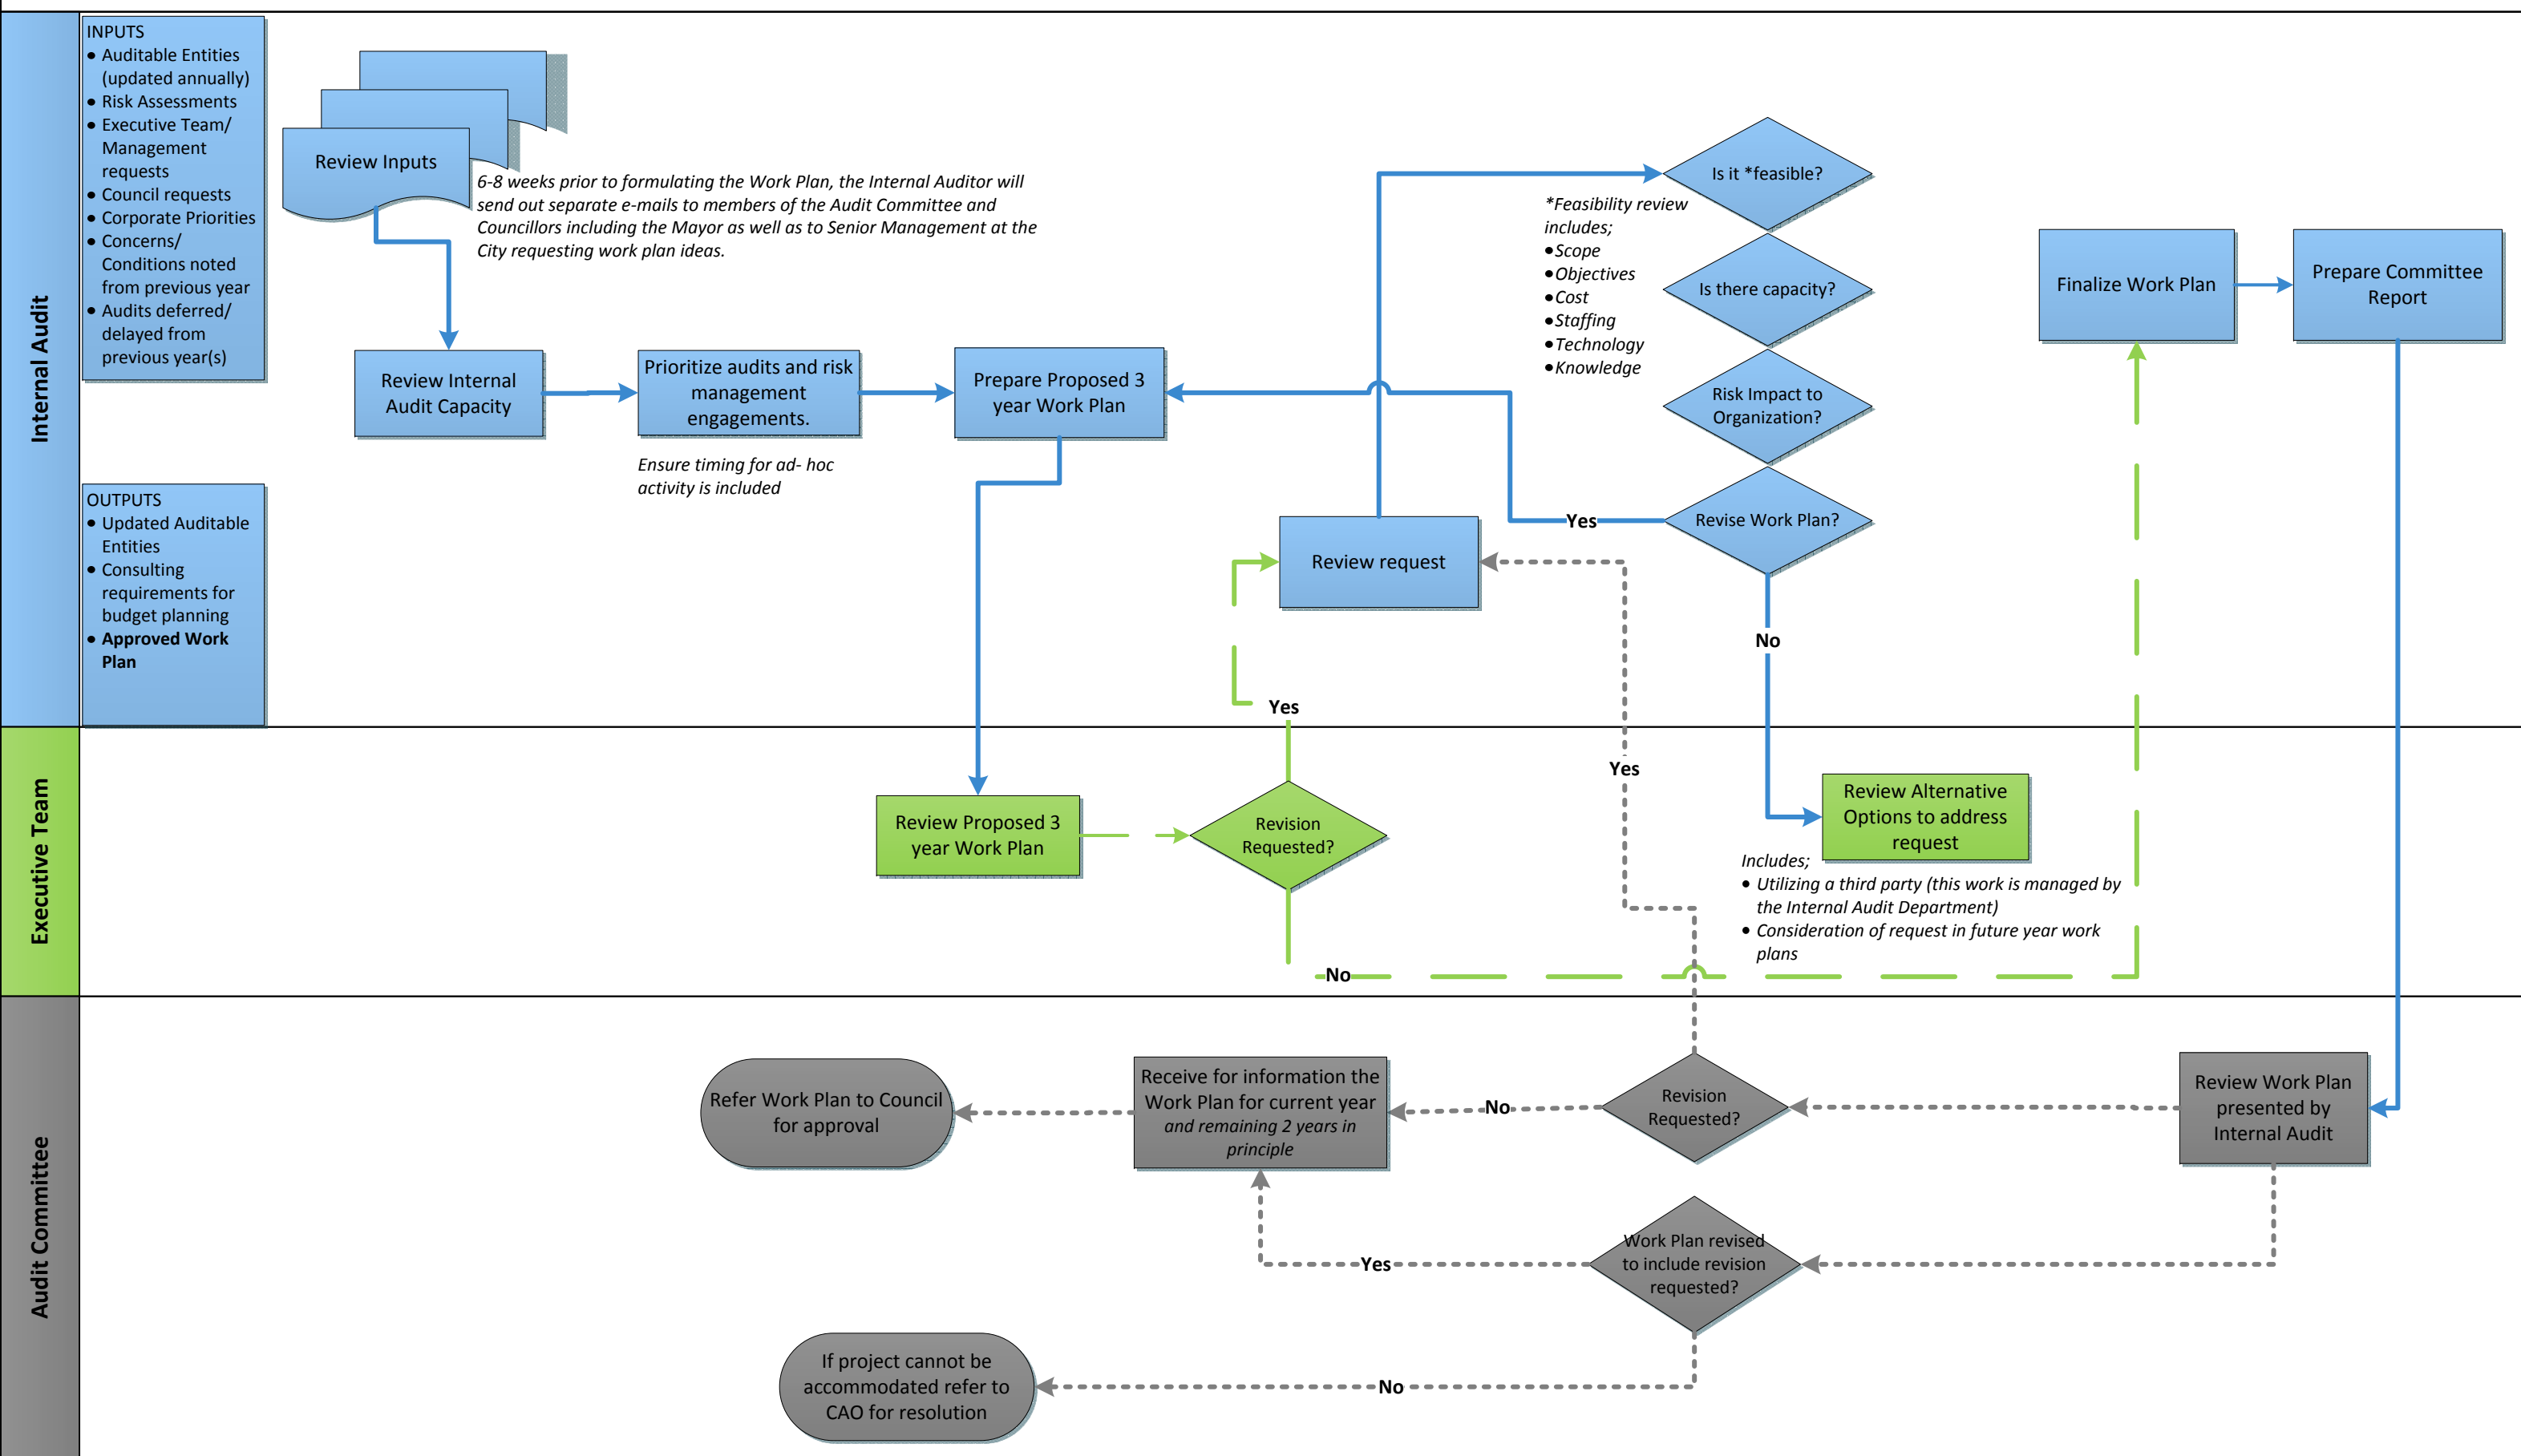 Internal Audit
INPUTS
• Auditable Entities
(updated annually)
• Risk Assessments
• Executive Team/
Management
requests
• Council requests
• Corporate Priorities
• Concerns/
Conditions noted
from previous year
• Audits deferred/
delayed from
previous year(s)
OUTPUTS
• Updated Auditable
Entities
• Consulting
requirements for
budget planning
• Approved Work
Plan
Review Inputs
6-8 weeks prior to formulating the Work Plan, the Internal Auditor will
send out separate e-mails to members of the Audit Committee and
Councillors including the Mayor as well as to Senior Management at the
City requesting work plan ideas.
Review Internal
Audit Capacity
Prioritize audits and risk
management
engagements.
Ensure timing for ad- hoc
activity is included
Prepare Proposed 3
year Work Plan
Review request
Is it *feasible?
*Feasibility review
includes;
• Scope
• Objectives
• Cost
• Staffing
• Technology
• Knowledge
Is there capacity?
Risk Impact to
Organization?
Revise Work Plan?
Yes
No
Finalize Work Plan
Prepare Committee
Report
Yes
Executive Team
Review Proposed 3
year Work Plan
Revision
Requested?
No
Yes
Review Alternative
Options to address
request
Includes;
• Utilizing a third party (this work is managed by
the Internal Audit Department)
• Consideration of request in future year work
plans
Audit Committee
Refer Work Plan to Council
for approval
Receive for information the
Work Plan for current year
and remaining 2 years in
principle
No
Revision
Requested?
Review Work Plan
presented by
Internal Audit
Yes
Work Plan revised
to include revision
requested?
If project cannot be
accommodated refer to
CAO for resolution
No